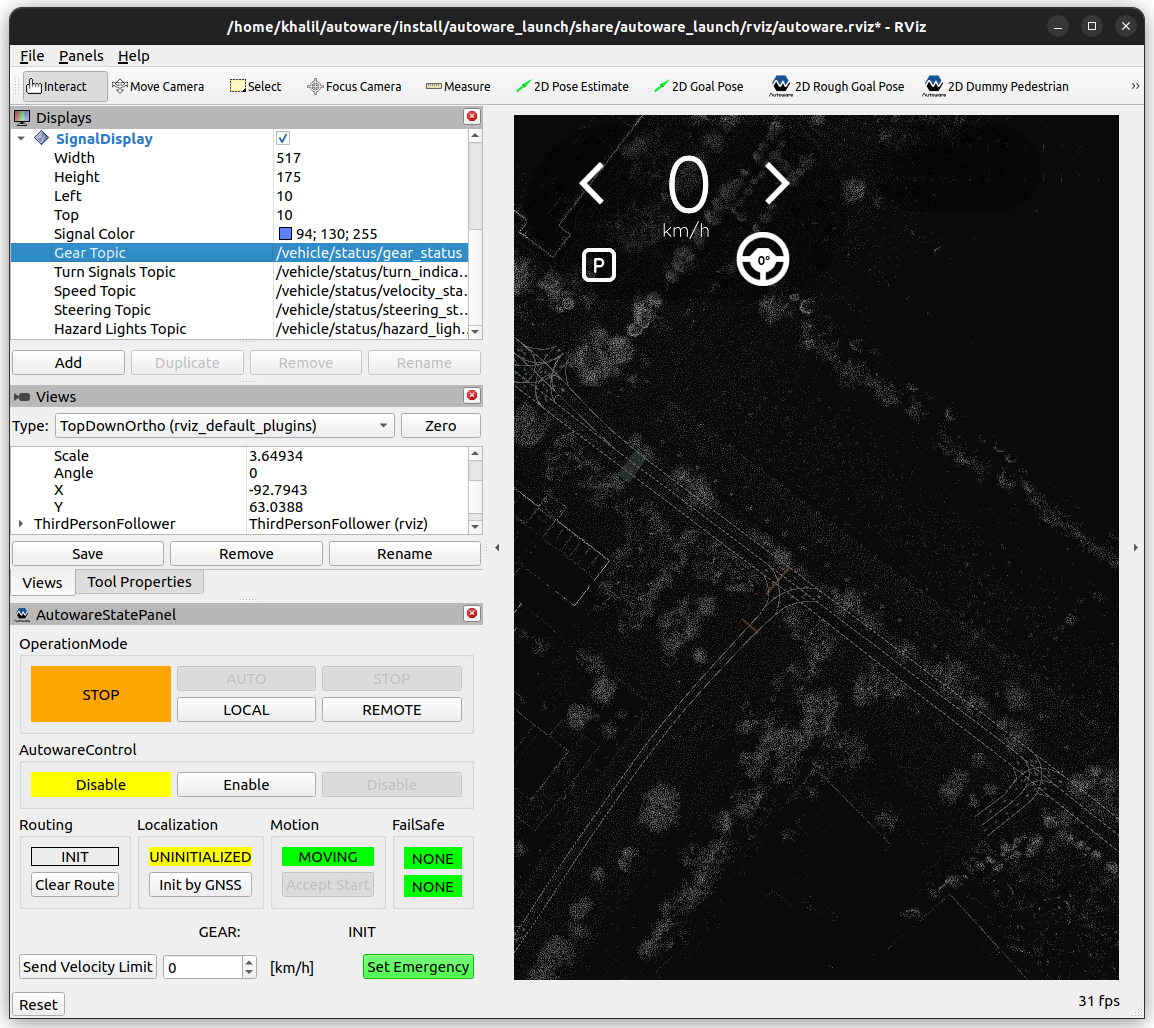 /home/khalil/autoware/install/autoware_launch/share/autoware_launch/rviz/autoware.rviz* - RViz
File Panels Help
Interact Move Camera Select Focus Camera Measure 2D Pose Estimate 2D Goal Pose 2D Rough Goal Pose 2D Dummy Pedestrian »
Displays
SignalDisplay
Width 517
Height 175
Left 10
Top 10
Signal Color 94; 130; 255
Gear Topic /vehicle/status/gear_status
Turn Signals Topic /vehicle/status/turn_indica...
Speed Topic /vehicle/status/velocity_sta...
Steering Topic /vehicle/status/steering_st...
Hazard Lights Topic /vehicle/status/hazard_ligh...
Add Duplicate Remove Rename
Views
Type: TopDownOrtho (rviz_default_plugins) Zero
Scale 3.64934
Angle 0
X -92.7943
Y 63.0388
ThirdPersonFollower ThirdPersonFollower (rviz)
Save Remove Rename
Views Tool Properties
AutowareStatePanel
OperationMode
STOP AUTO STOP
LOCAL REMOTE
AutowareControl
Disable Enable Disable
Routing Localization Motion FailSafe
INIT UNINITIALIZED MOVING NONE
Clear Route Init by GNSS Accept Start NONE
GEAR: INIT
Send Velocity Limit 0 [km/h] Set Emergency
Reset
0
km/h
P 0°
31 fps